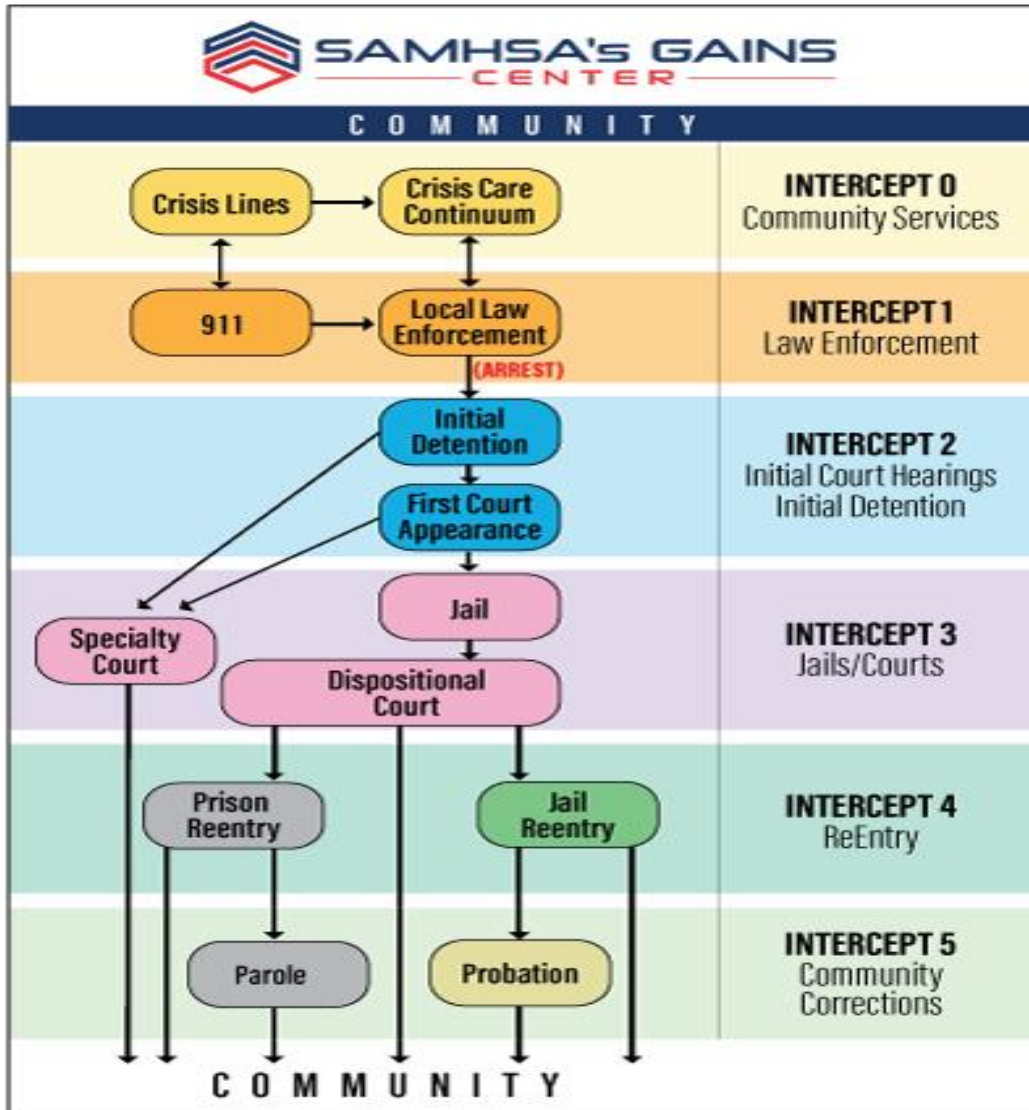 SAMHSA's GAINS
CENTER
COMMUNITY
Crisis Lines
Crisis Care
Continuum
INTERCEPT 0
Community Services
911
Local Law
Enforcement
(ARREST)
INTERCEPT 1
Law Enforcement
Initial
Detention
First Court
Appearance
INTERCEPT 2
Initial Court Hearings
Initial Detention
Jail
Specialty
Court
Dispositional
Court
INTERCEPT 3
Jails/Courts
Prison
Reentry
Jail
Reentry
INTERCEPT 4
ReEntry
Parole
Probation
INTERCEPT 5
Community
Corrections
COMMUNITY